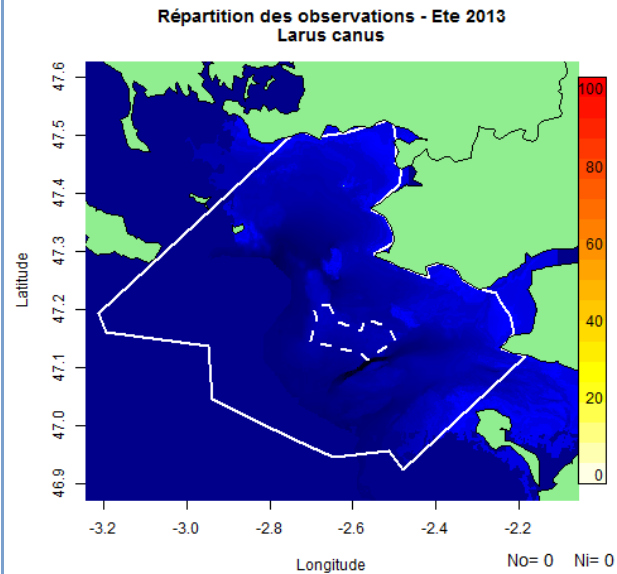 Répartition des observations - Ete 2013
Larus canus
47.6
47.5
47.4
47.3
47.2
47.1
47.0
46.9
Latitude
100
80
60
40
20
0
-3.2 -3.0 -2.8 -2.6 -2.4 -2.2
Longitude
No= 0 Ni= 0